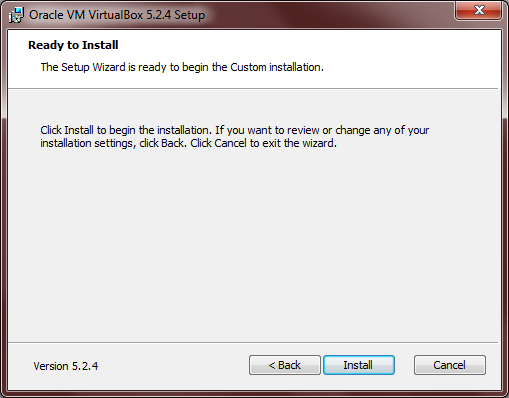 Oracle VM VirtualBox 5.2.4 Setup
Ready to Install
The Setup Wizard is ready to begin the Custom installation.
Click Install to begin the installation. If you want to review or change any of your
installation settings, click Back. Click Cancel to exit the wizard.
Version 5.2.4
< Back
Install
Cancel